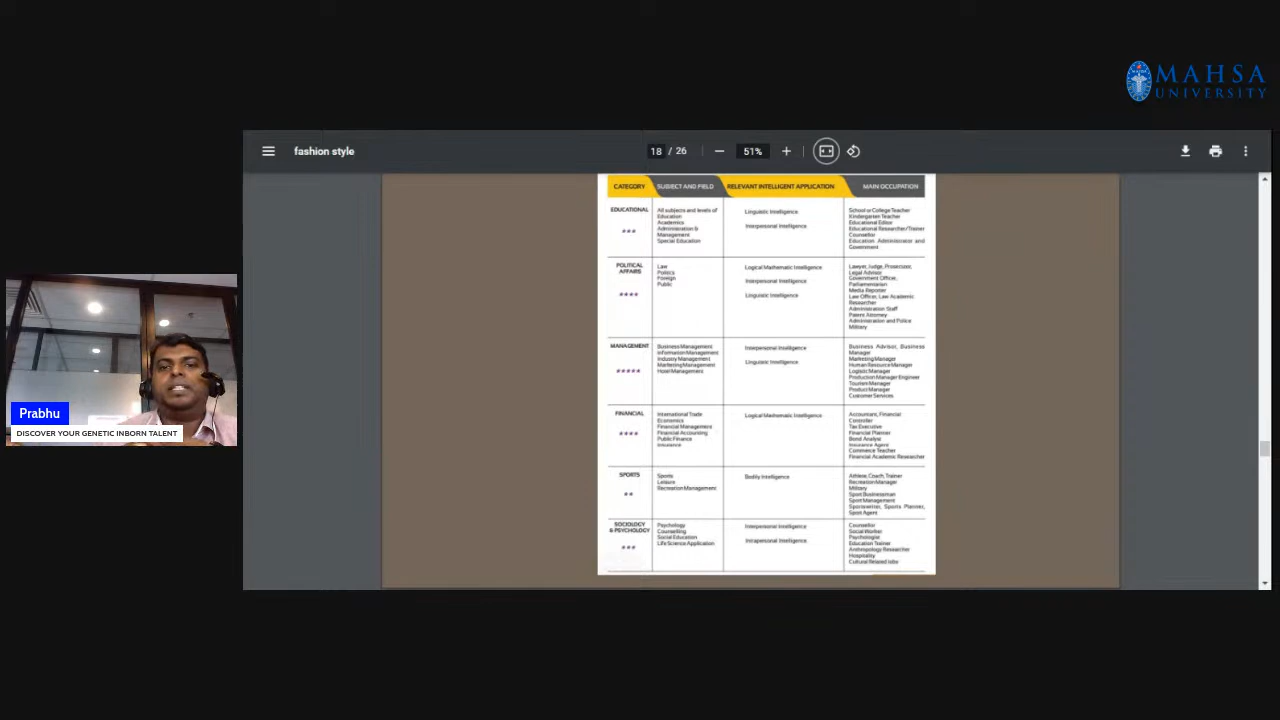 MAHSA
UNIVERSITY
fashion style
18 / 26
51%
CATEGORY
SUBJECT AND FIELD
RELEVANT INTELLIGENT APPLICATION
MAIN OCCUPATION
EDUCATIONAL
All subjects and levels of
Education
Academics
Administration &
Management
Special Education
Linguistic Intelligence
Interpersonal Intelligence
School or College Teacher
Kindergarten Teacher
Educational Editor
Educational Researcher/Trainer
Counsellor
Education Administrator and
Government
POLITICAL
AFFAIRS
Law
Politics
Foreign
Public
Logical Mathematic Intelligence
Interpersonal Intelligence
Linguistic Intelligence
Lawyer, Judge, Prosecutor,
Legal Advisor
Government Officer,
Parliamentarian
Media Reporter
Law Officer, Law Academic
Researcher
Administration Staff
Patent Attorney
Administration and Police
Military
MANAGEMENT
Business Management
Information Management
Industry Management
Marketing Management
Hotel Management
Interpersonal Intelligence
Linguistic Intelligence
Business Advisor, Business
Manager
Marketing Manager
Human Resource Manager
Logistic Manager
Production Manager Engineer
Tourism Manager
Product Manager
Customer Services
FINANCIAL
International Trade
Economics
Financial Management
Financial Accounting
Public Finance
Insurance
Logical Mathematic Intelligence
Accountant, Financial
Controller
Tax Executive
Financial Planner
Bond Analyst
Insurance Agent
Commerce Teacher
Financial Academic Researcher
SPORTS
Sports
Leisure
Recreation Management
Bodily Intelligence
Athlete, Coach, Trainer
Recreation Manager
Military
Sport Businessman
Sport Management
Sportswriter, Sports Planner,
Sport Agent
SOCIOLOGY
& PSYCHOLOGY
Psychology
Counselling
Social Education
Life Science Application
Interpersonal Intelligence
Intrapersonal Intelligence
Counsellor
Social Worker
Psychologist
Education Trainer
Anthropology Researcher
Hospitality
Cultural Related Jobs
Prabhu
DISCOVER YOUR GENETIC INBORN TALENT